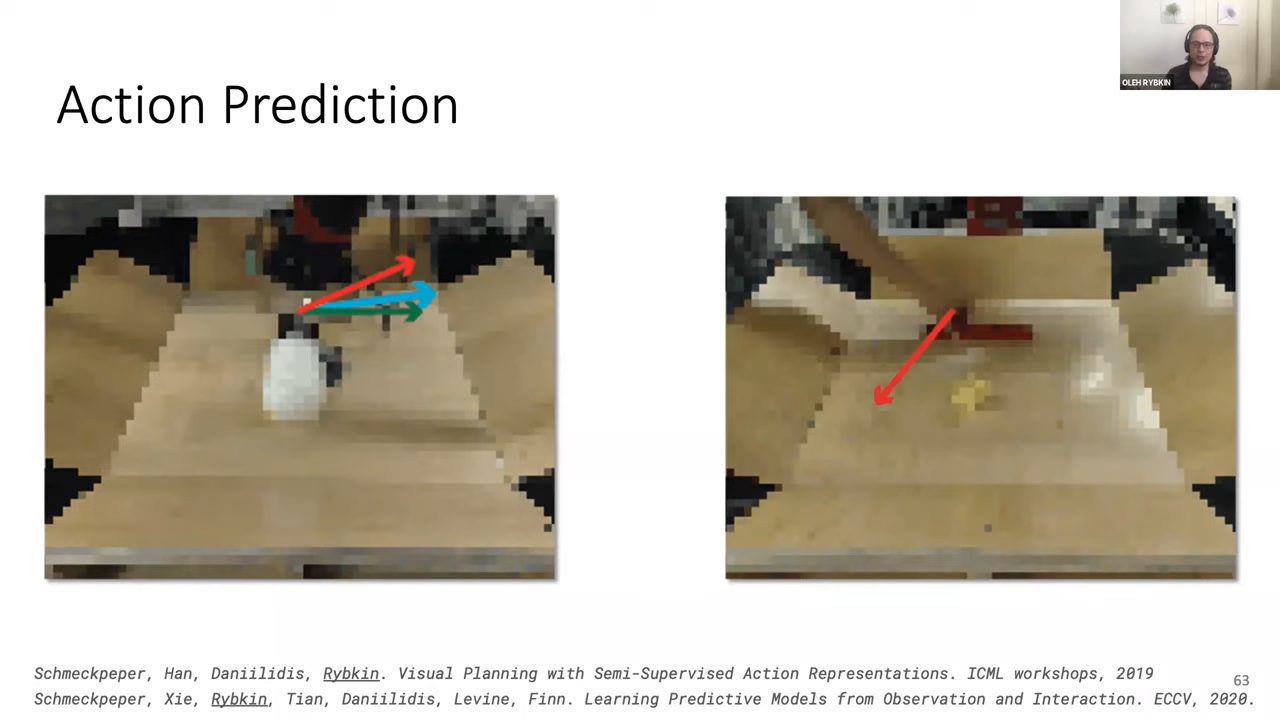 OLEH RYBKIN
Action Prediction
Schmeckpeper, Han, Daniilidis, Rybkin. Visual Planning with Semi-Supervised Action Representations. ICML workshops, 2019
63
Schmeckpeper, Xie, Rybkin, Tian, Daniilidis, Levine, Finn. Learning Predictive Models from Observation and Interaction. ECCV, 2020.